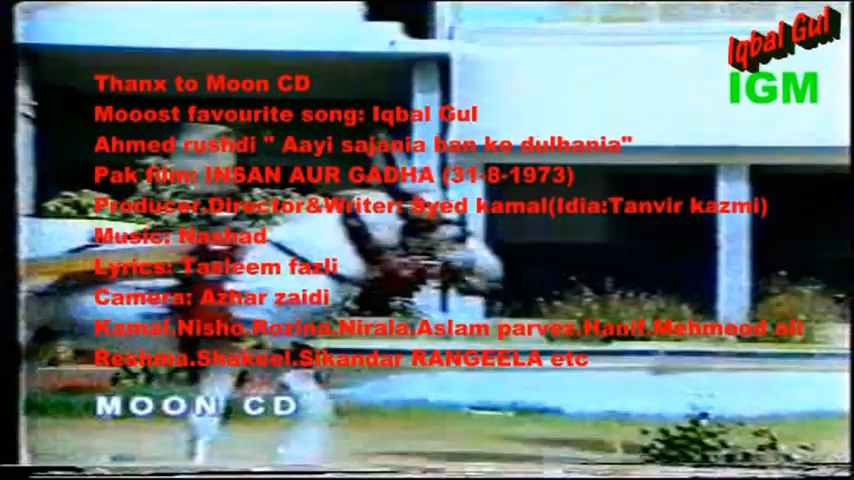 Iqbal Gul
IGM
Thanx to Moon CD
Mooost favourite song: Iqbal Gul
Ahmed rushdi " Aayi sajania ban ko dulhania"
Pak film: INSAN AUR GADHA (31-8-1973)
Producer.Director&Writer: Syed kamal(Idia:Tanvir kazmi)
Music: Nashad
Lyrics: Tasleem fazli
Camera: Azhar zaidi
Kamal.Nisho.Rozina.Nirala.Aslam parvez.Hanif.Mehmood ali
Reshma.Shakeel.Sikandar RANGEELA etc
MOON CD